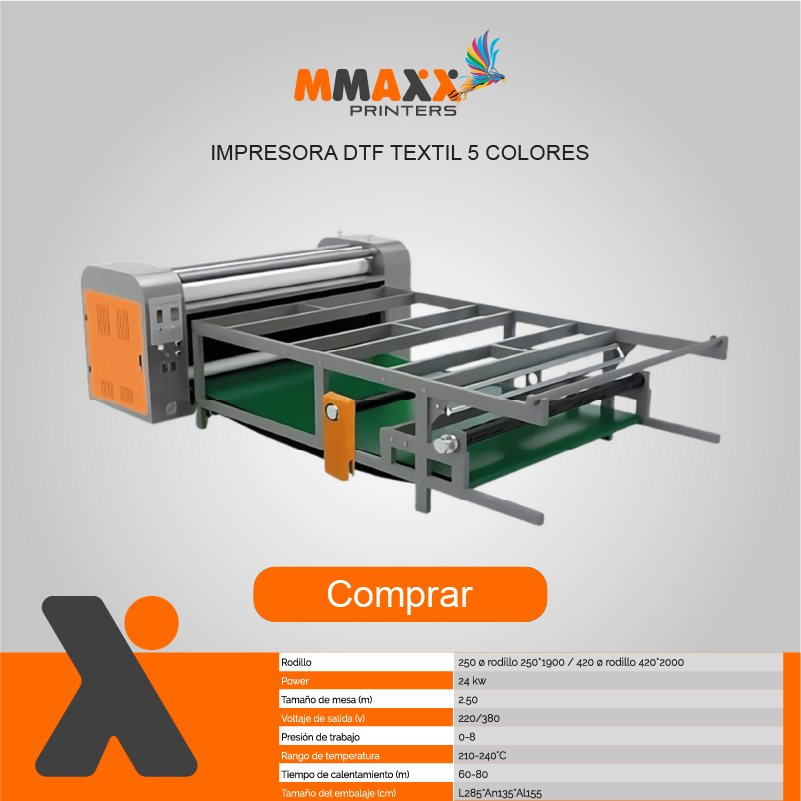 MMAXX
PRINTERS
IMPRESORA DTF TEXTIL 5 COLORES
Comprar
Rodillo 250 ø rodillo 250*1900 / 420 ø rodillo 420*2000
Power 24 kw
Tamaño de mesa (m) 2.50
Voltaje de salida (v) 220/380
Presión de trabajo 0-8
Rango de temperatura 210-240°C
Tiempo de calentamiento (m) 60-80
Tamaño del embalaje (cm) L285*An135*Al155